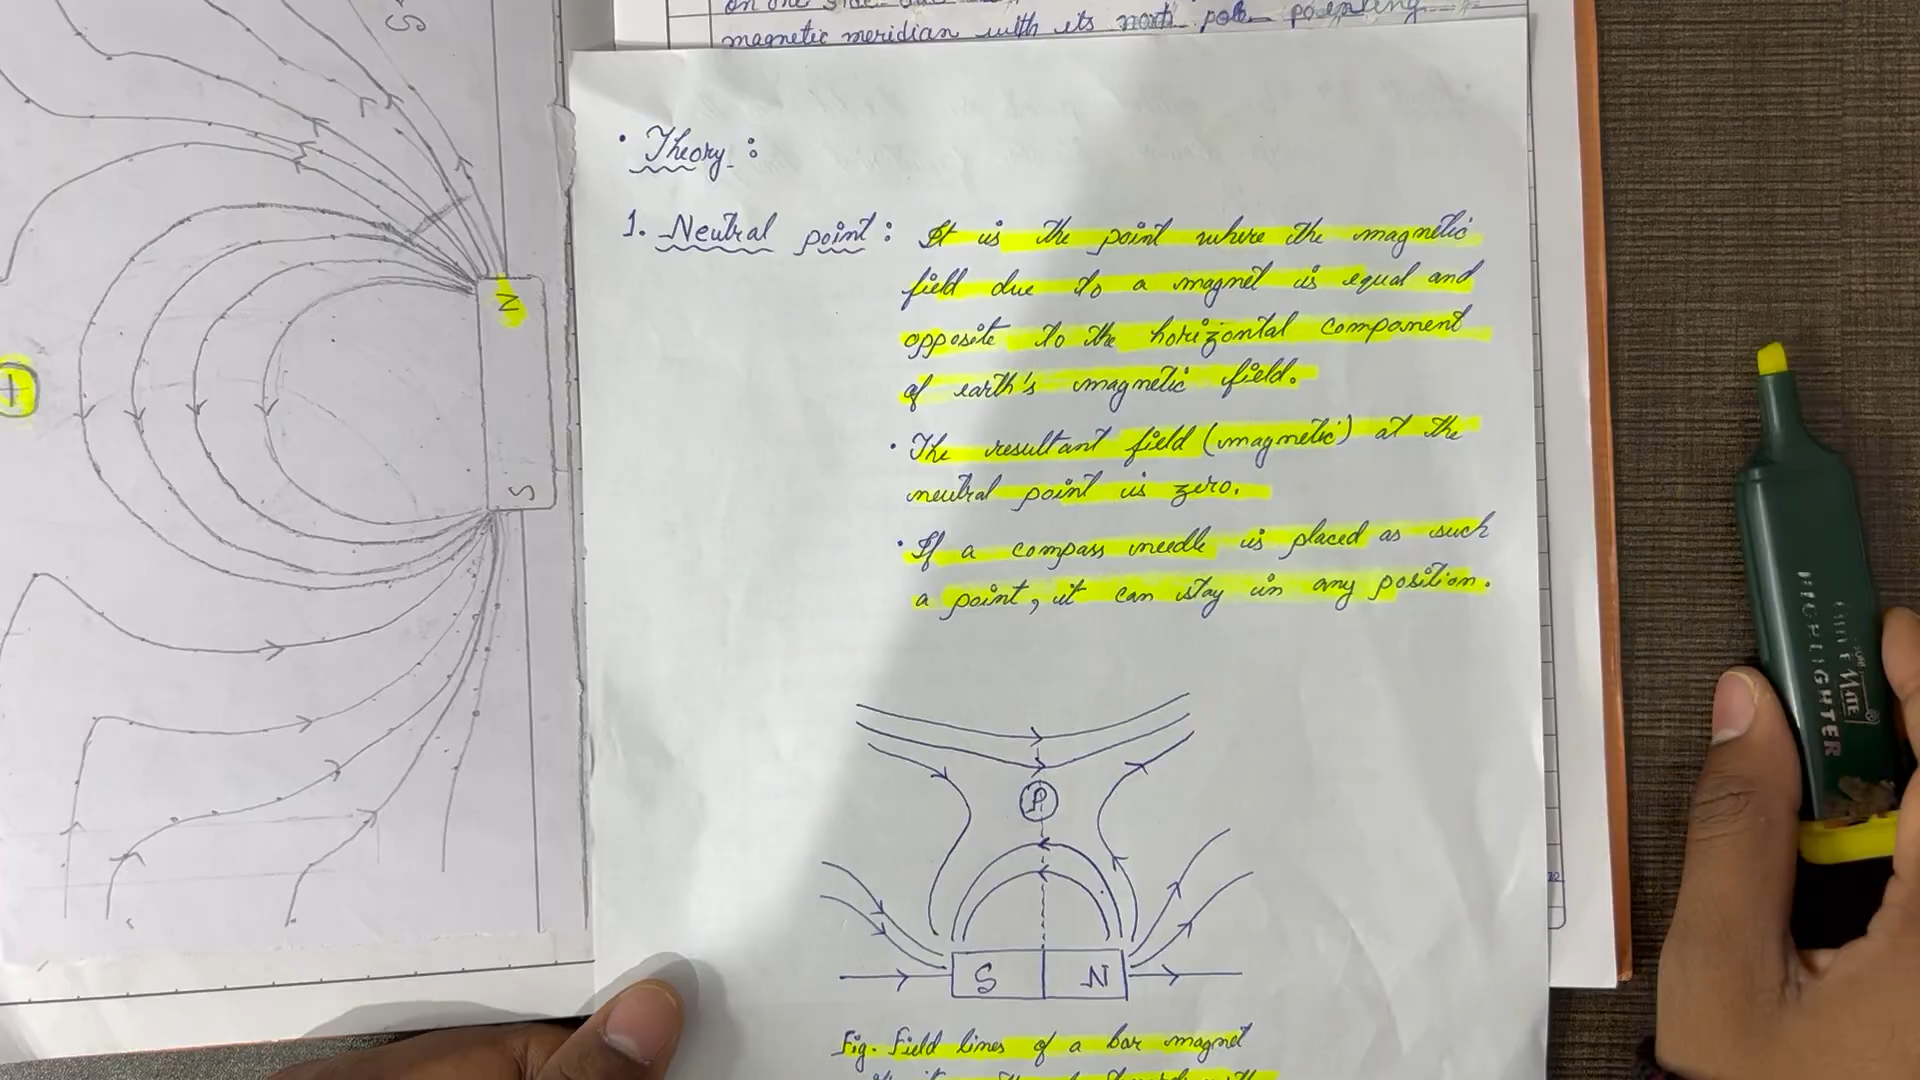 S
N
S
magnetic meridian with its north pole pointing
• Theory :
1. Neutral point : It is the point where the magnetic
field due to a magnet is equal and
opposite to the horizontal component
of earth's magnetic field.
• The resultant field (magnetic) at the
neutral point is zero.
• If a compass needle is placed as such
a point, it can stay in any position.
P
S N
Fig. Field lines of a bar magnet
HIGHLIGHTER